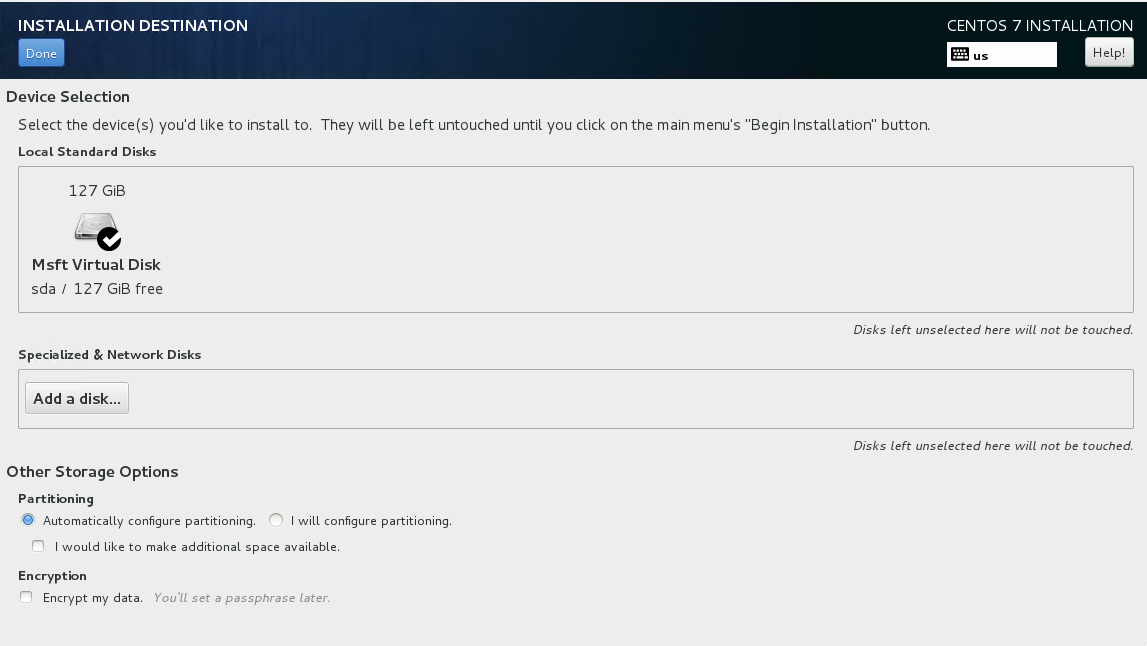 INSTALLATION DESTINATION
CENTOS 7 INSTALLATION
Done
us
Help!
Device Selection
Select the device(s) you'd like to install to.  They will be left untouched until you click on the main menu's "Begin Installation" button.
Local Standard Disks
127 GiB
Msft Virtual Disk
sda / 127 GiB free
Disks left unselected here will not be touched.
Specialized & Network Disks
Add a disk...
Disks left unselected here will not be touched.
Other Storage Options
Partitioning
Automatically configure partitioning. I will configure partitioning.
I would like to make additional space available.
Encryption
Encrypt my data. You'll set a passphrase later.